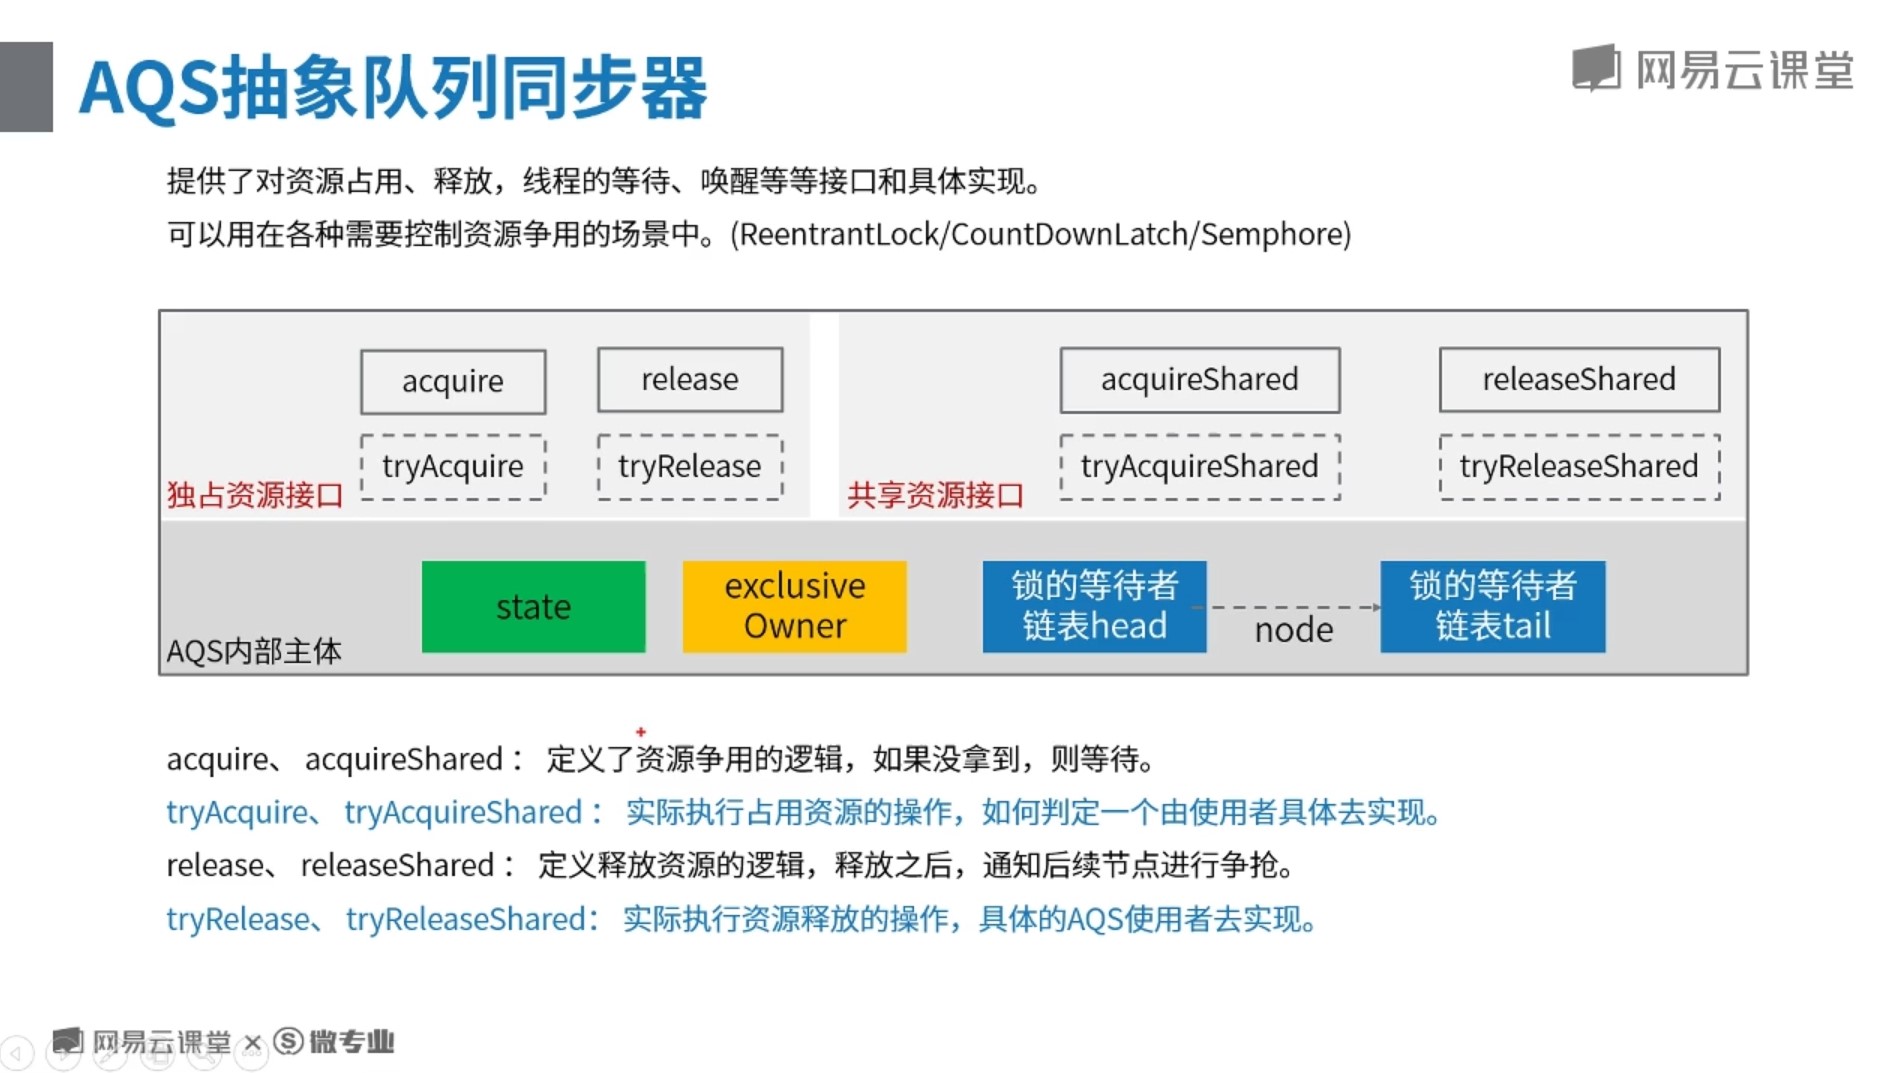 AQS抽象队列同步器
网易云课堂
提供了对资源占用、释放，线程的等待、唤醒等等接口和具体实现。
可以用在各种需要控制资源争用的场景中。(ReentrantLock/CountDownLatch/Semphore)
acquire
release
acquireShared
releaseShared
tryAcquire
tryRelease
tryAcquireShared
tryReleaseShared
独占资源接口
共享资源接口
state
exclusive
Owner
锁的等待者
链表head
node
锁的等待者
链表tail
AQS内部主体
acquire、 acquireShared： 定义了资源争用的逻辑，如果没拿到，则等待。
tryAcquire、 tryAcquireShared： 实际执行占用资源的操作，如何判定一个由使用者具体去实现。
release、 releaseShared： 定义释放资源的逻辑，释放之后，通知后续节点进行争抢。
tryRelease、 tryReleaseShared： 实际执行资源释放的操作，具体的AQS使用者去实现。
网易云课堂 × 微专业